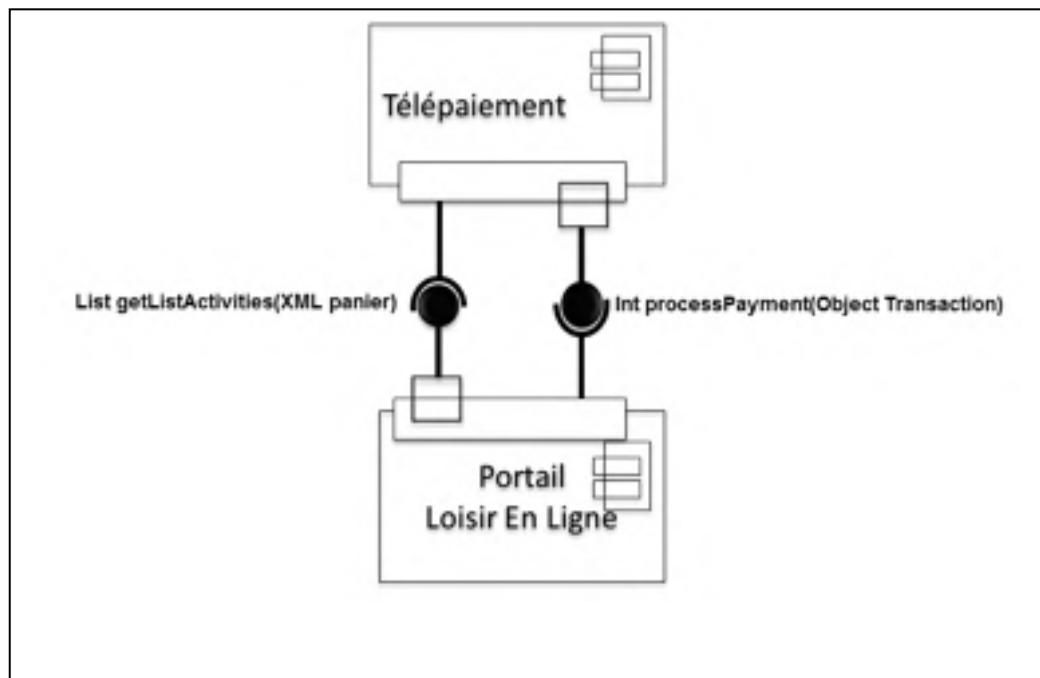 Télépaiement
List getListActivities(XML panier)
Int processPayment(Object Transaction)
Portail
Loisir En Ligne